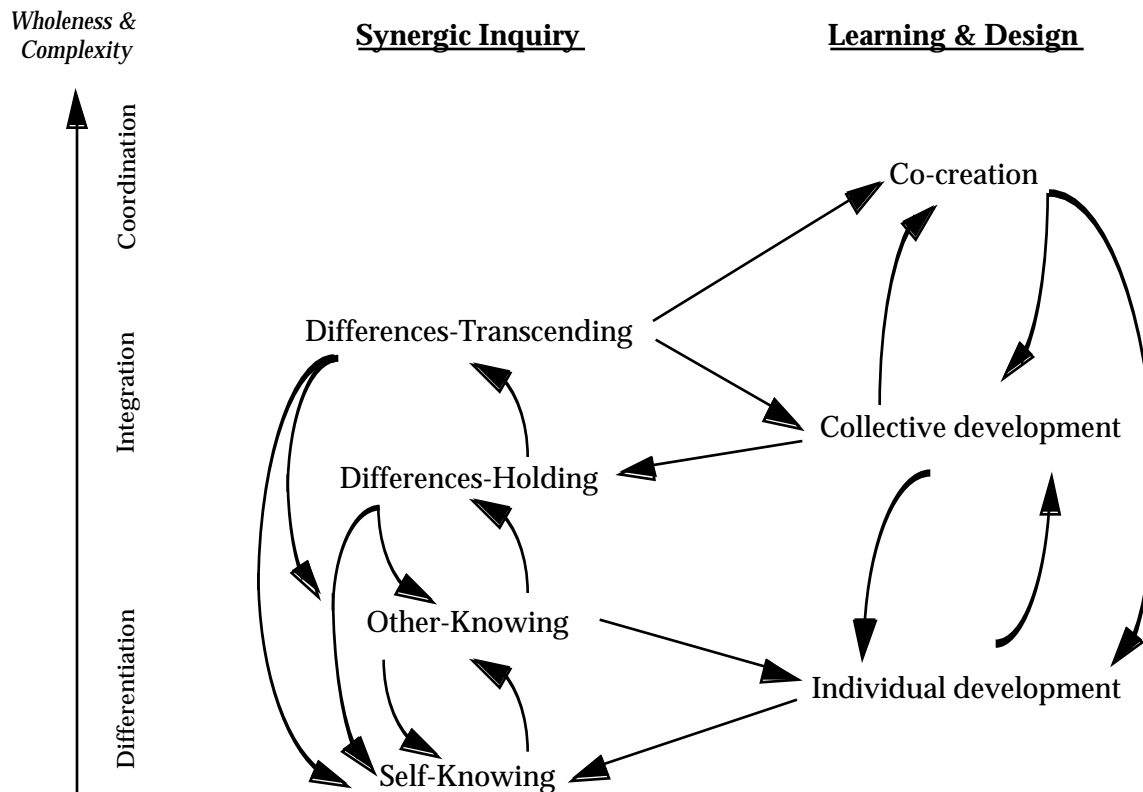 Wholeness &
Complexity
Synergic Inquiry
Learning & Design
Coordination
Integration
Differentiation
Co-creation
Differences-Transcending
Collective development
Differences-Holding
Other-Knowing
Individual development
Self-Knowing